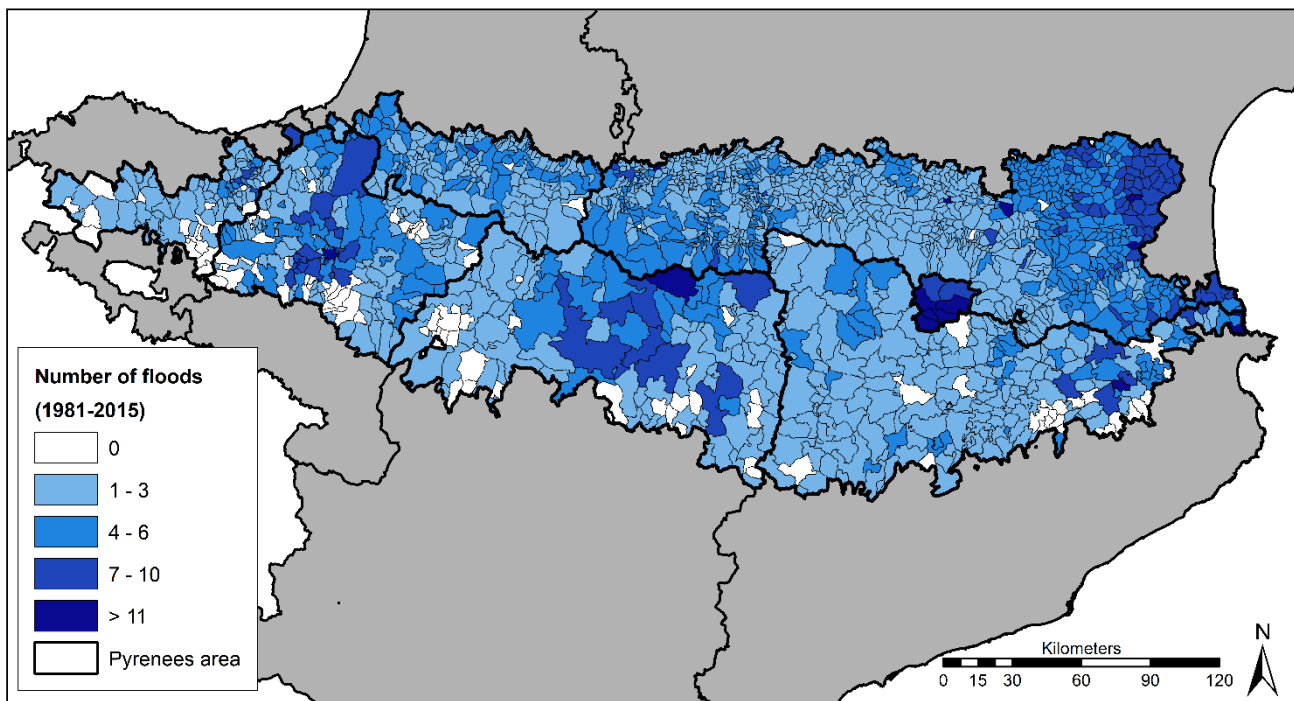 Number of floods
(1981-2015)
0
1 - 3
4 - 6
7 - 10
> 11
Pyrenees area
Kilometers
0 15 30 60 90 120
N